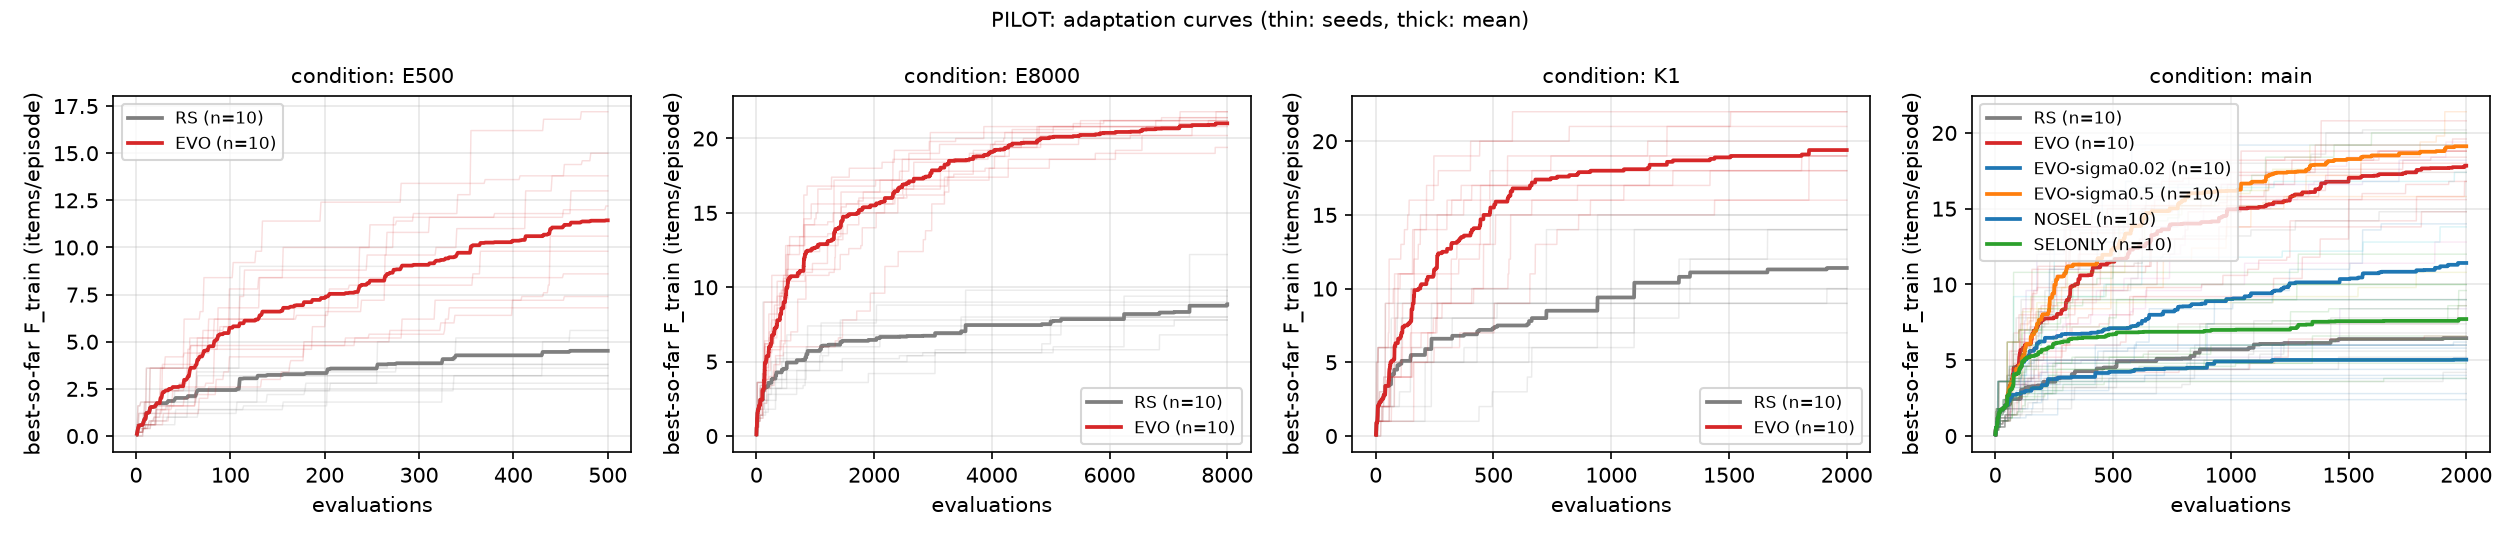 PILOT: adaptation curves (thin: seeds, thick: mean)
condition: E500
best-so-far F_train (items/episode)
17.5
15.0
12.5
10.0
7.5
5.0
2.5
0.0
RS (n=10)
EVO (n=10)
0 100 200 300 400 500
evaluations
condition: E8000
best-so-far F_train (items/episode)
20
15
10
5
0
RS (n=10)
EVO (n=10)
0 2000 4000 6000 8000
evaluations
condition: K1
best-so-far F_train (items/episode)
20
15
10
5
0
RS (n=10)
EVO (n=10)
0 500 1000 1500 2000
evaluations
condition: main
best-so-far F_train (items/episode)
20
15
10
5
0
RS (n=10)
EVO (n=10)
EVO-sigma0.02 (n=10)
EVO-sigma0.5 (n=10)
NOSEL (n=10)
SELONLY (n=10)
0 500 1000 1500 2000
evaluations